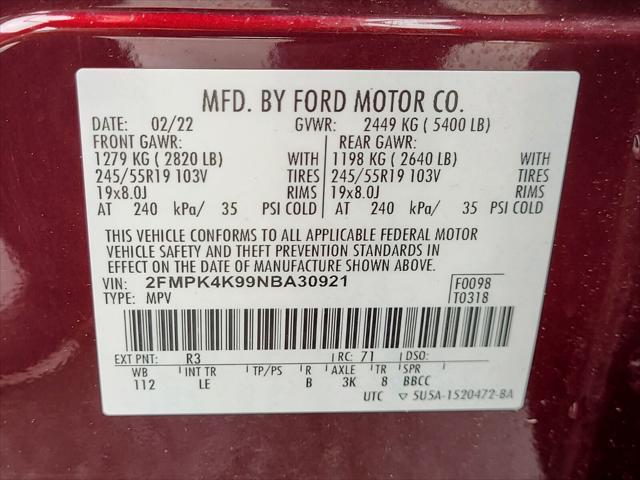 MFD. BY FORD MOTOR CO.
DATE: 02/22 GVWR: 2449 KG ( 5400 LB)
FRONT GAWR: REAR GAWR:
1279 KG ( 2820 LB) WITH 1198 KG ( 2640 LB) WITH
245/55R19 103V TIRES 245/55R19 103V TIRES
19x8.0J RIMS 19x8.0J RIMS
AT 240 kPa/ 35 PSI COLD AT 240 kPa/ 35 PSI COLD
THIS VEHICLE CONFORMS TO ALL APPLICABLE FEDERAL MOTOR
VEHICLE SAFETY AND THEFT PREVENTION STANDARDS IN
EFFECT ON THE DATE OF MANUFACTURE SHOWN ABOVE.
VIN: 2FMPK4K99NBA30921 F0098
TYPE: MPV T0318
EXT PNT: R3 RC: 71 DSO:
WB INT TR TP/PS R AXLE TR SPR
112 LE B 3K 8 BBCC
UTC ▽ 5U5A-1520472-BA